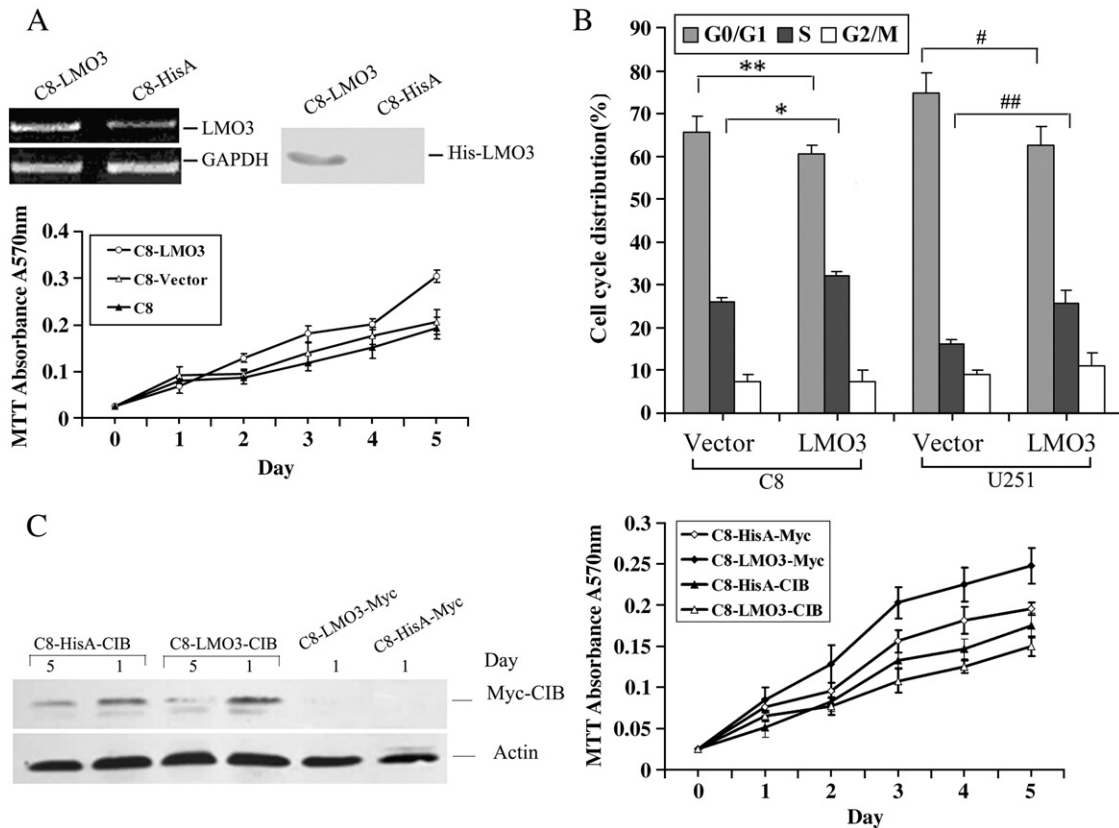 A
C8-LMO3
C8-HisA
LMO3
GAPDH
C8-LMO3
C8-HisA
His-LMO3
MTT Absorbance A570nm
0.4
0.3
0.2
0.1
0
C8-LMO3
C8-Vector
C8
0 1 2 3 4 5
Day
B
Cell cycle distribution(%)
90
80
70
60
50
40
30
20
10
0
G0/G1 S G2/M
**
*
#
##
Vector LMO3 Vector LMO3
C8 U251
C
C8-HisA-CIB C8-LMO3-CIB C8-LMO3-Myc C8-HisA-Myc
5 1 5 1 1 1 Day
Myc-CIB
Actin
MTT Absorbance A570nm
0.3
0.25
0.2
0.15
0.1
0.05
0
C8-HisA-Myc
C8-LMO3-Myc
C8-HisA-CIB
C8-LMO3-CIB
0 1 2 3 4 5
Day